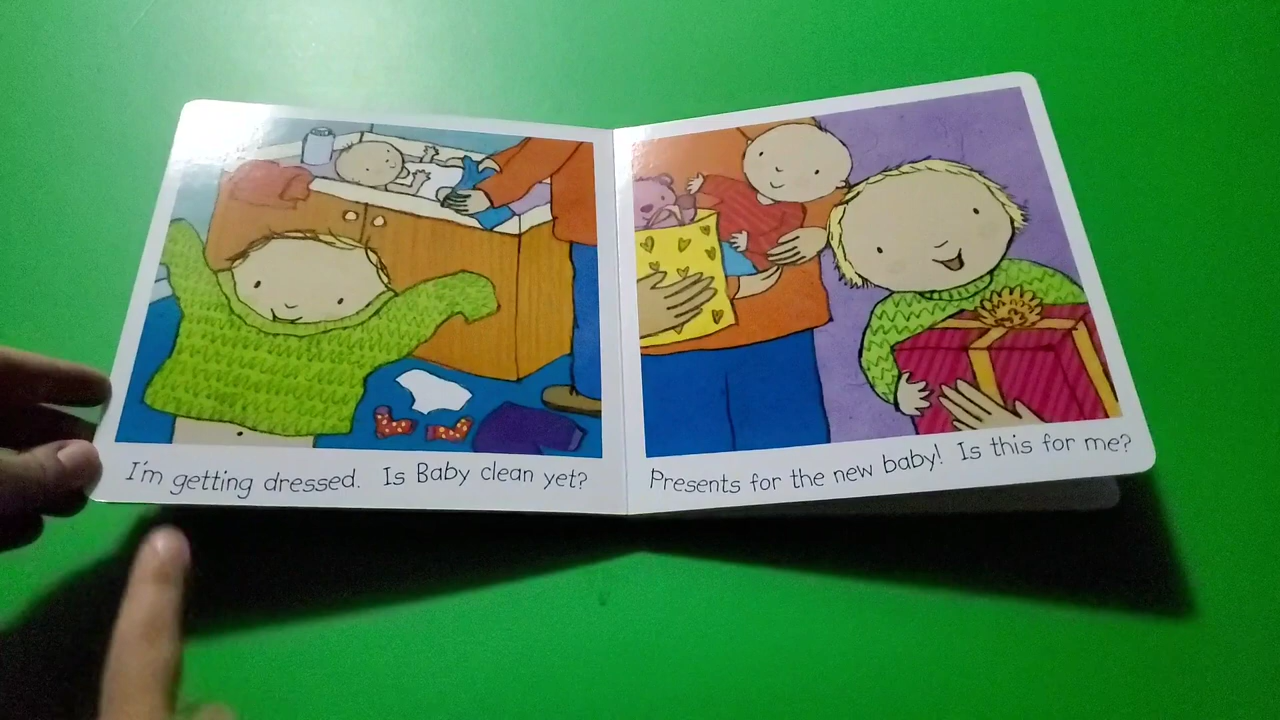 I'm getting dressed. Is Baby clean yet?
Presents for the new baby! Is this for me?